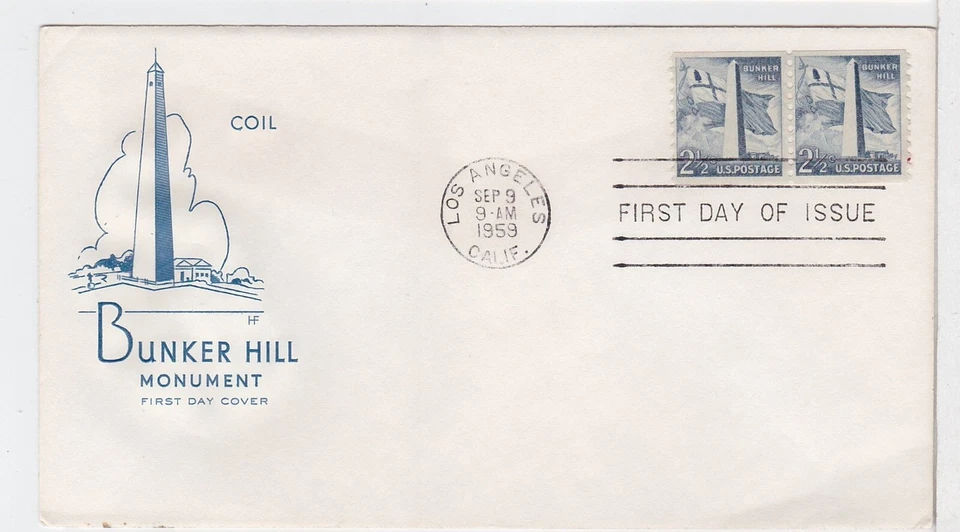 COIL
HF
BUNKER HILL
MONUMENT
FIRST DAY COVER
LOS ANGELES
SEP 9
9-AM
1959
CALIF.
BUNKER
HILL
2½¢ U.S. POSTAGE
BUNKER
HILL
2½¢ U.S. POSTAGE
FIRST DAY OF ISSUE